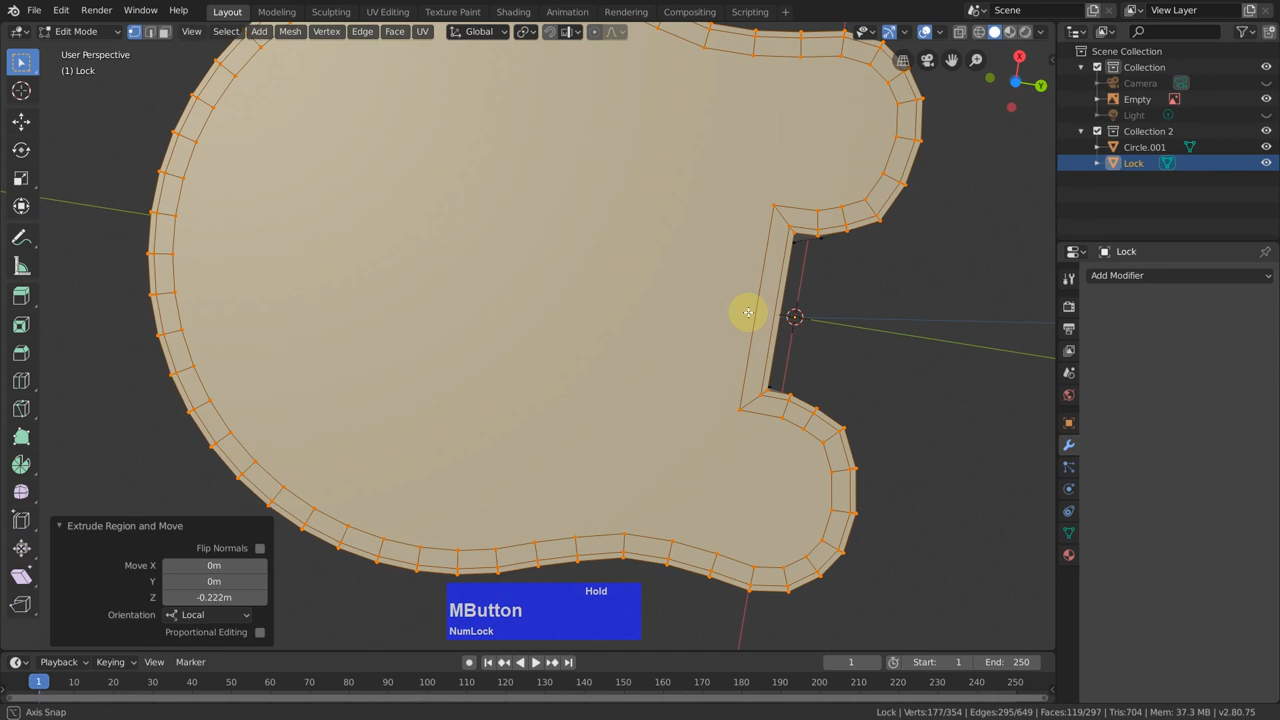 File Edit Render Window Help Layout Modeling Sculpting UV Editing Texture Paint Shading Animation Rendering Compositing Scripting + Scene View Layer
Edit Mode View Select Add Mesh Vertex Edge Face UV Global
User Perspective
(1) Lock
X
Y
Scene Collection
Collection
Camera
Empty
Light
Collection 2
Circle.001
Lock
Lock
Add Modifier
Extrude Region and Move
Flip Normals
Move X 0m
Y 0m
Z -0.222m
Orientation Local
Proportional Editing
Hold
MButton
NumLock
Playback Keying View Marker 1 Start: 1 End: 250
1 10 20 30 40 50 60 70 80 90 100 110 120 130 140 150 160 170 180 190 200 210 220 230 240 250
Axis Snap Lock | Verts:177/354 | Edges:295/649 | Faces:119/297 | Tris:704 | Mem: 37.3 MB | v2.80.75